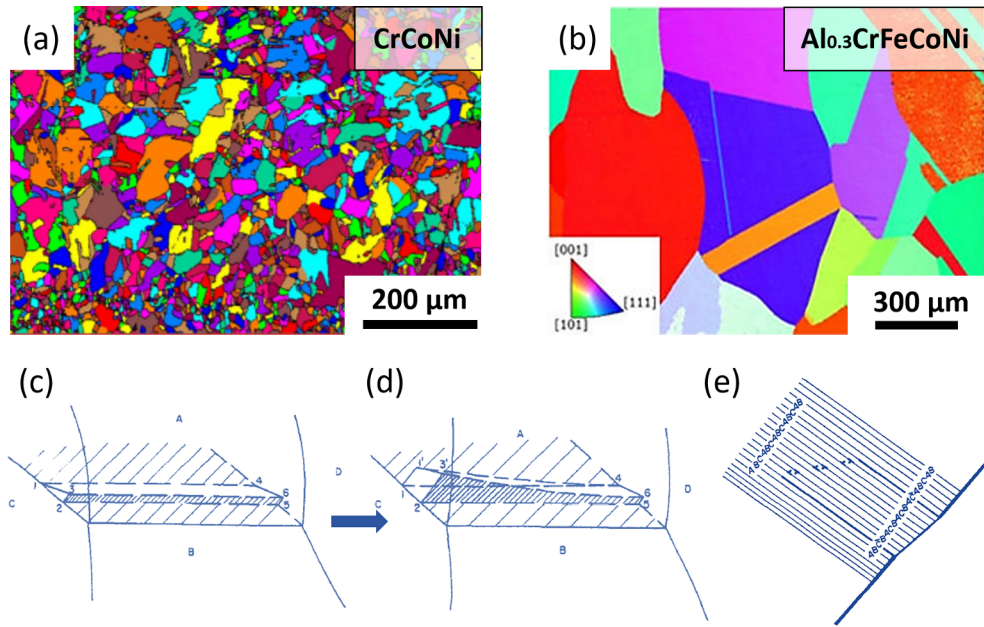 (a)
CrCoNi
200 μm
(b)
Al0.3CrFeCoNi
[001]
[111]
[101]
300 μm
(c)
A
1
3
4
D
C
2
6
5
B
(d)
A
1'
3'
4
1
D
C
2
6
5
B
(e)